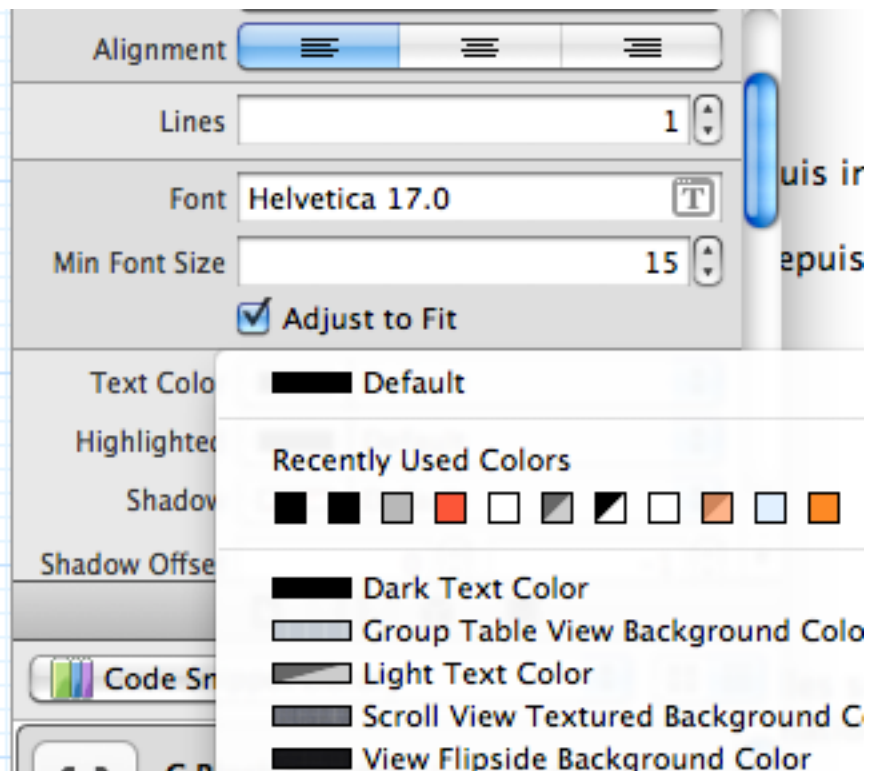 Alignment
Lines 1
Font Helvetica 17.0 T
uis ir
Min Font Size 15
epuis
Adjust to Fit
Text Colo Default
Highlighted
Recently Used Colors
Shadow
Shadow Offse
Dark Text Color
Group Table View Background Colo
Light Text Color
Code Sn
Scroll View Textured Background C
View Flipside Background Color